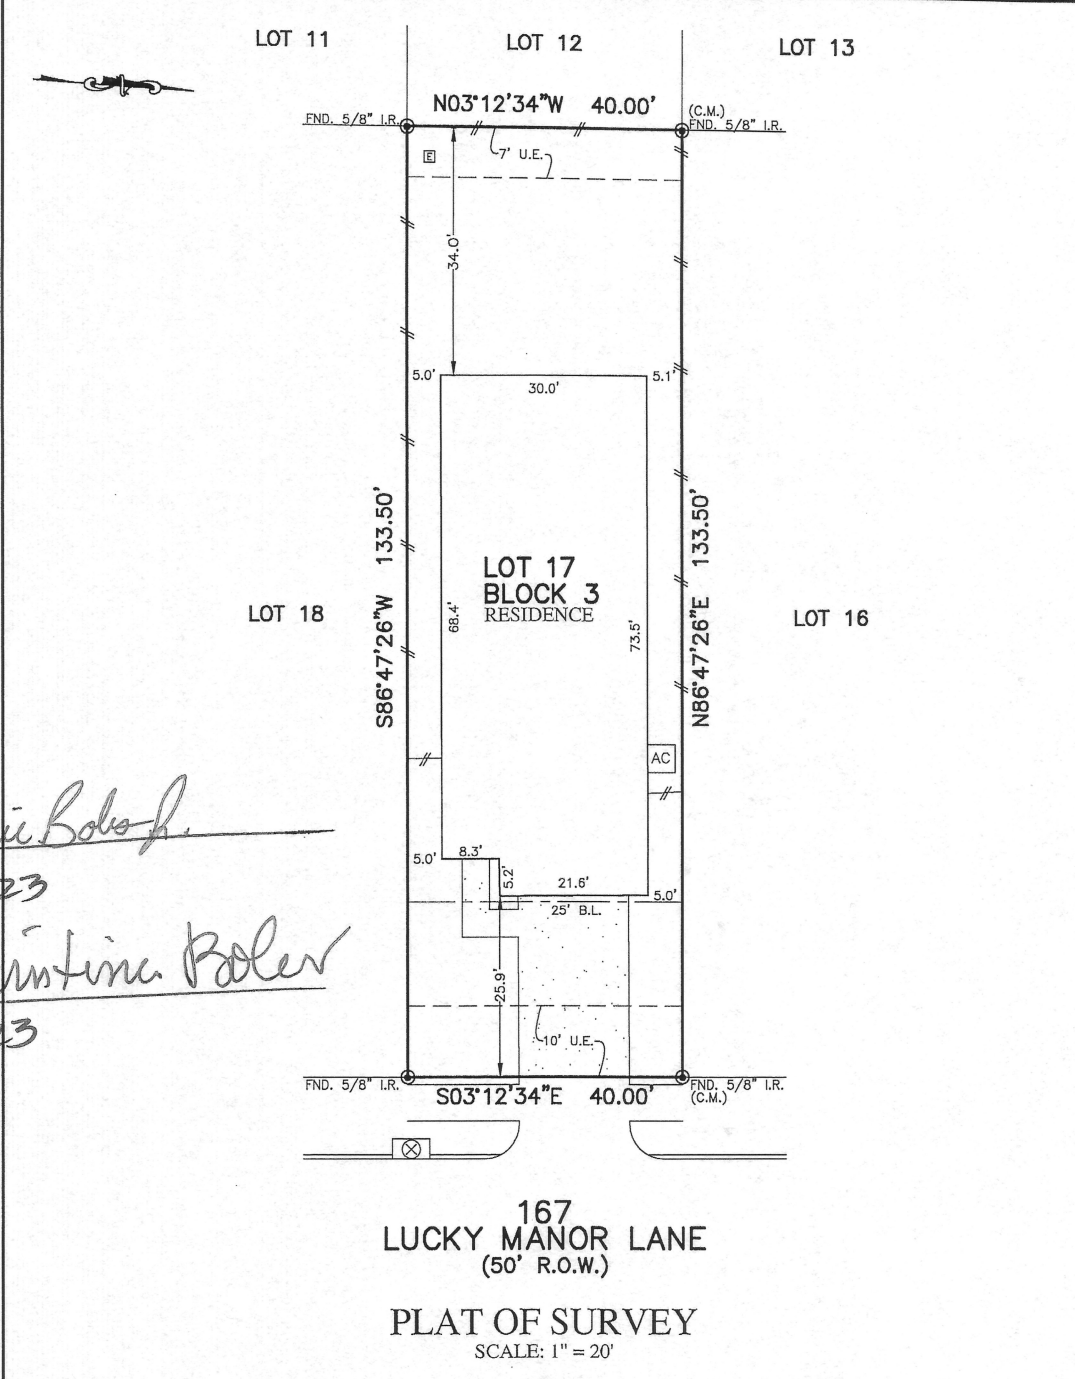 LOT 11
LOT 12
LOT 13
N03°12'34"W 40.00'
(C.M.)
FND. 5/8" I.R.
FND. 5/8" I.R.
E
7' U.E.
34.0'
5.0'
30.0'
5.1'
S86°47'26"W 133.50'
N86°47'26"E 133.50'
LOT 17
BLOCK 3
RESIDENCE
68.4'
73.5'
LOT 18
LOT 16
AC
Boler Jr.
23
5.0'
8.3'
5.2'
21.6'
5.0'
25' B.L.
Boler
25.9'
10' U.E.
FND. 5/8" I.R.
S03°12'34"E 40.00'
FND. 5/8" I.R.
(C.M.)
167
LUCKY MANOR LANE
(50' R.O.W.)
PLAT OF SURVEY
SCALE: 1" = 20'